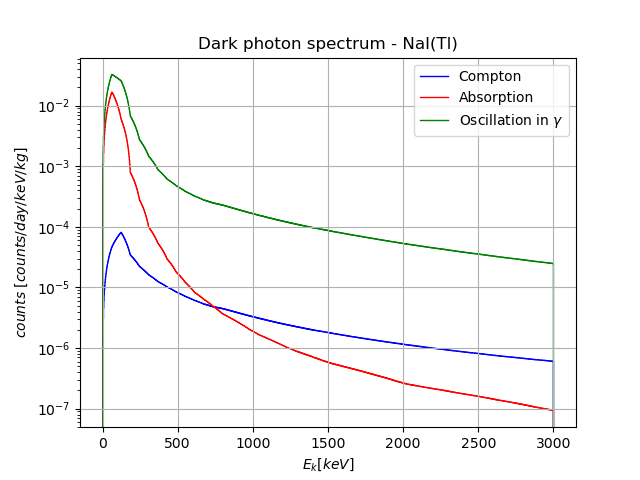 Dark photon spectrum - NaI(Tl)
Compton
Absorption
Oscillation in γ
counts [counts/day/keV/kg]
10⁻²
10⁻³
10⁻⁴
10⁻⁵
10⁻⁶
10⁻⁷
0 500 1000 1500 2000 2500 3000
E_k[keV]